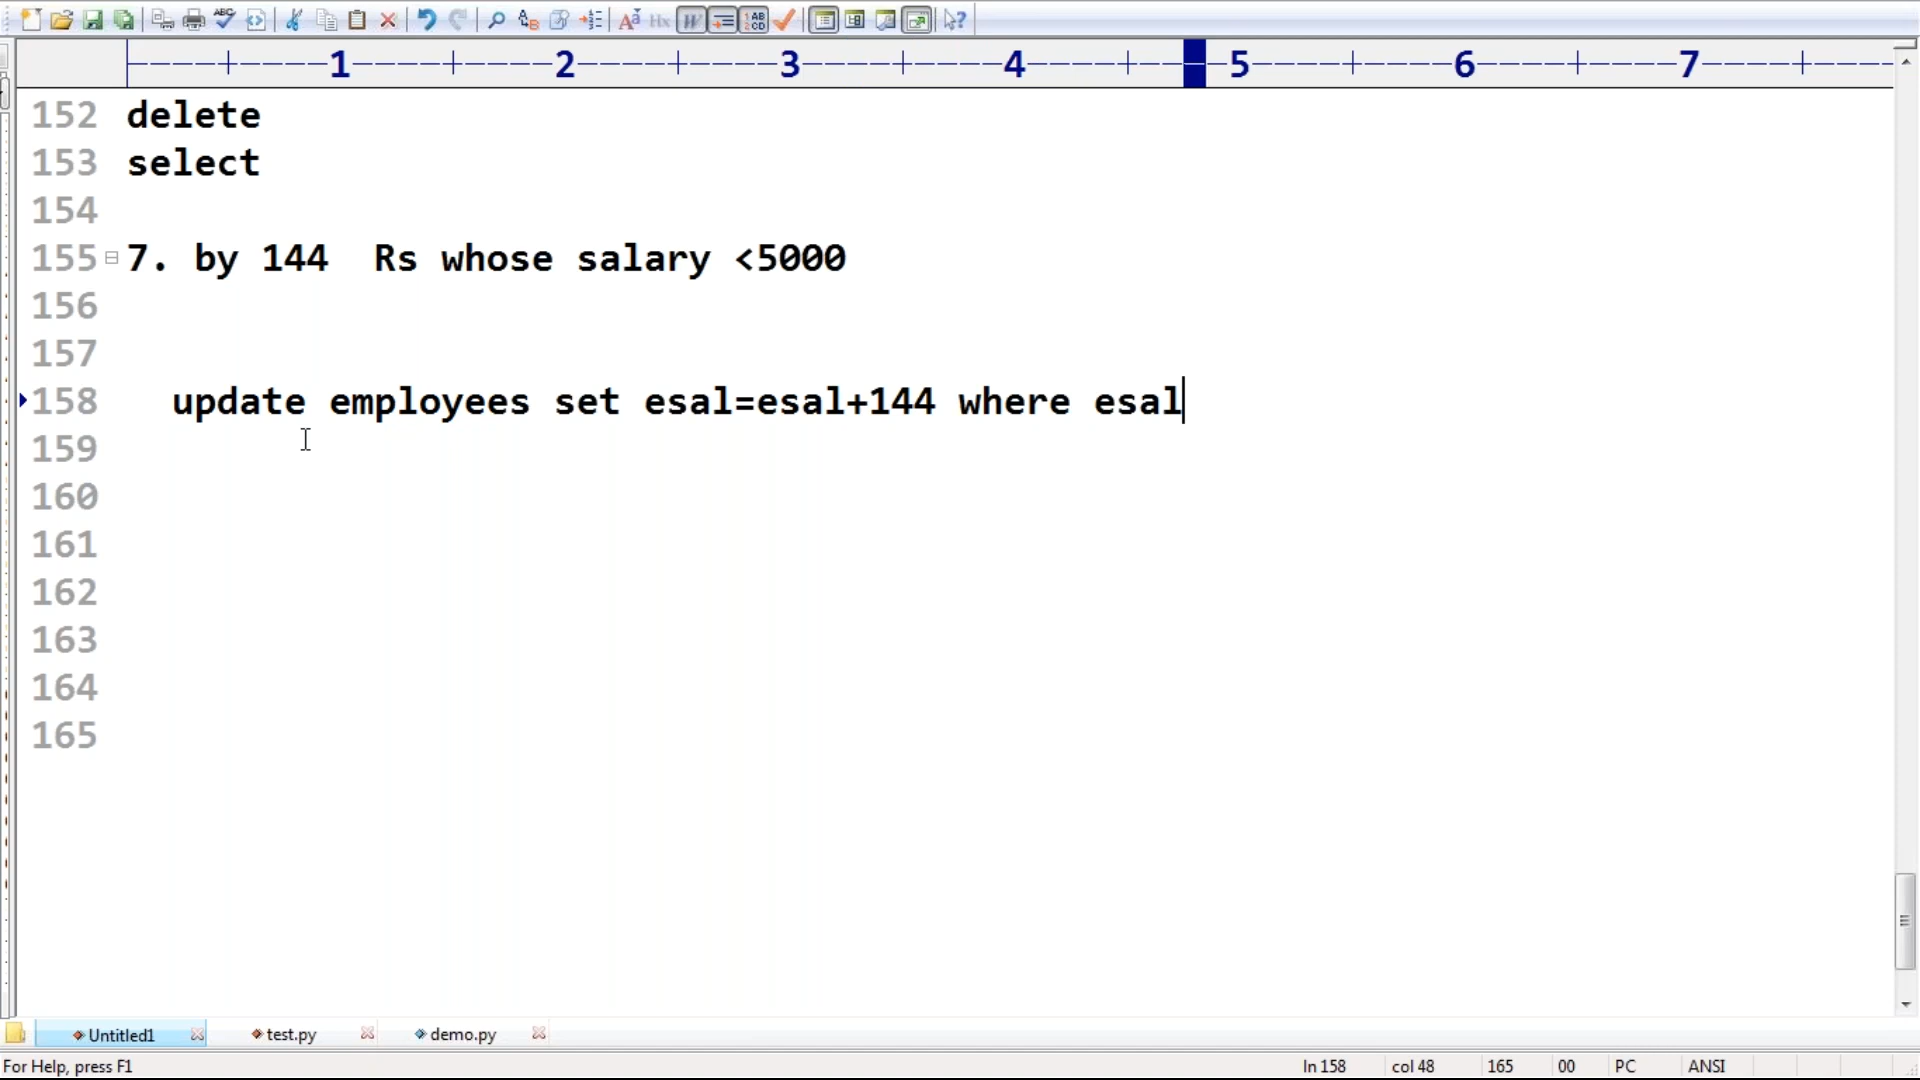 1 2 3 4 5 6 7
152 delete
153 select
154
155 7. by 144  Rs whose salary <5000
156
157
158 update employees set esal=esal+144 where esal
159
160
161
162
163
164
165
Untitled1 test.py demo.py
For Help, press F1 ln 158 col 48 165 00 PC ANSI